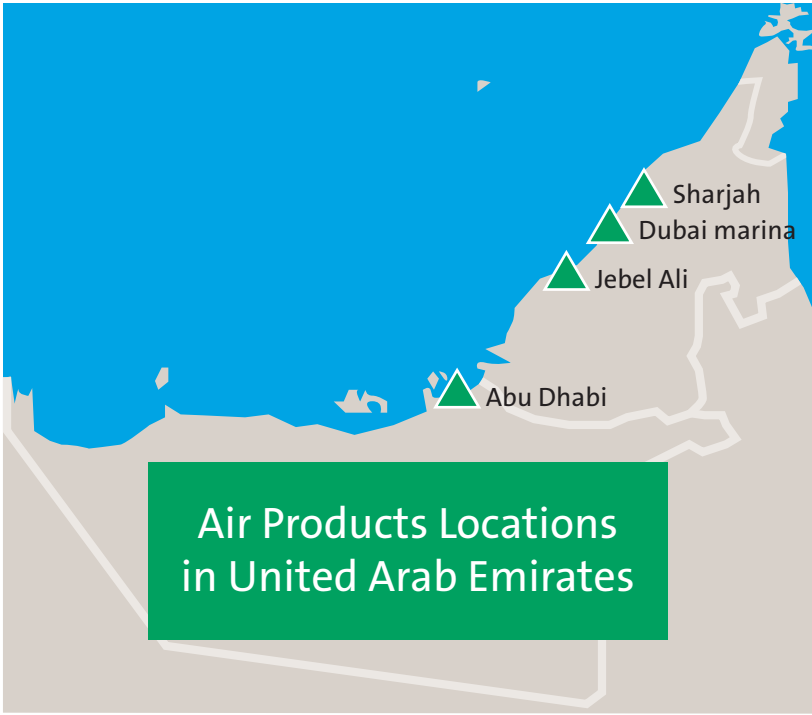 Sharjah
Dubai marina
Jebel Ali
Abu Dhabi
Air Products Locations
in United Arab Emirates